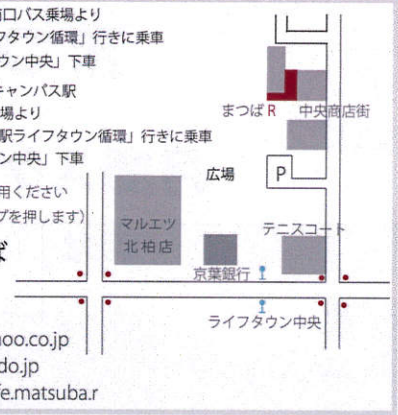 南口バス乗場より
フタウン循環」行きに乗車
ウン中央」下車
キャンパス駅
場より
駅ライフタウン循環」行きに乗車
ン中央」下車
用ください
プを押します）
ば
oo.co.jp
do.jp
fe.matsuba.r
まつば R 中央商店街
広場
P
マルエツ
北柏店
テニスコート
京葉銀行
ライフタウン中央